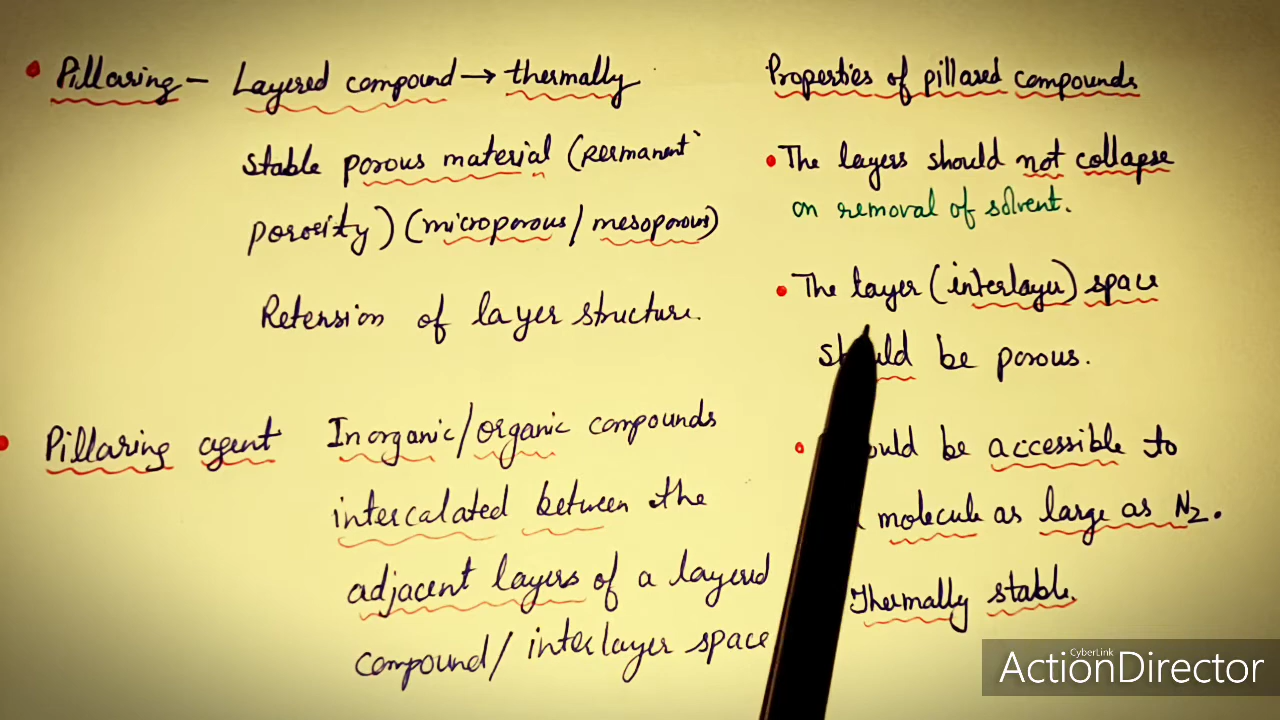 Pillaring – Layered compound → thermally
stable porous material (permanent
porosity) (microporous/mesoporous)
Retension of layer structure.
Pillaring agent Inorganic/organic compounds
intercalated between the
adjacent layers of a layered
compound/interlayer space
Properties of pillared compounds
The layers should not collapse
on removal of solvent.
The layer (interlayer) space
should be porous.
be accessible to
molecule as large as N2.
Thermally stable.
CyberLink
ActionDirector